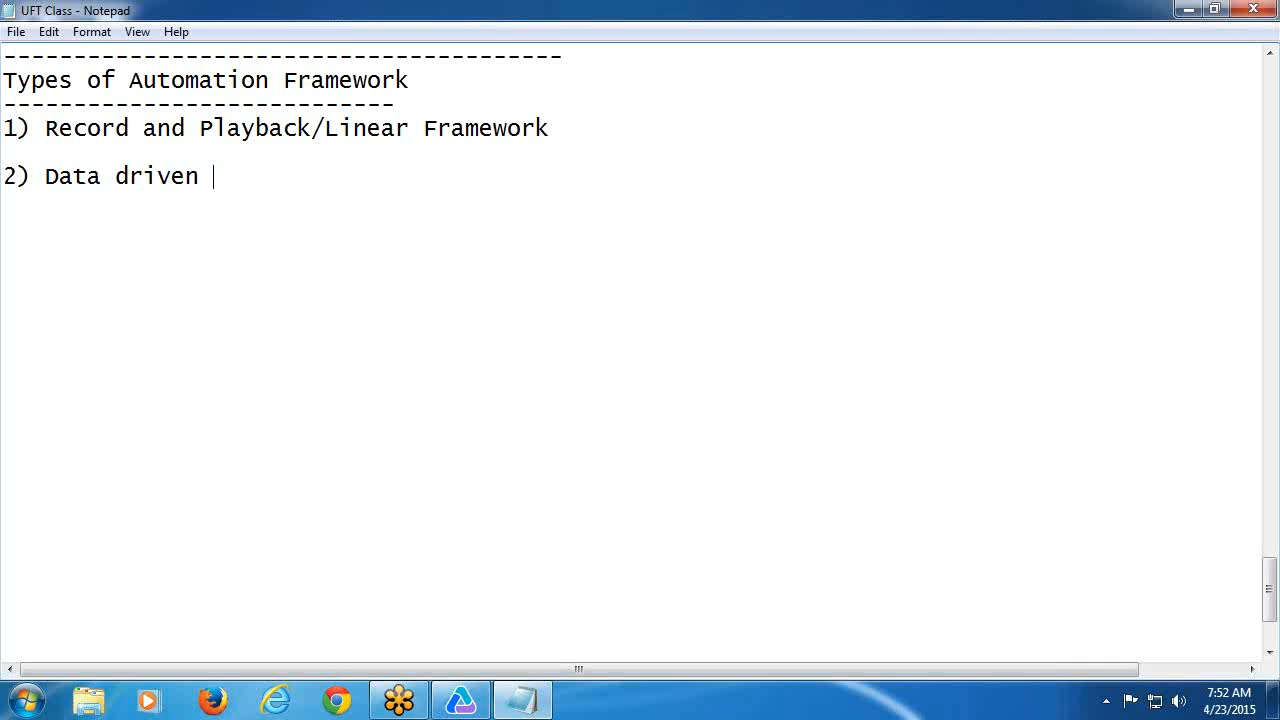 UFT Class - Notepad
File Edit Format View Help
----------------------------------------
Types of Automation Framework
----------------------------
1) Record and Playback/Linear Framework
2) Data driven
7:52 AM
4/23/2015